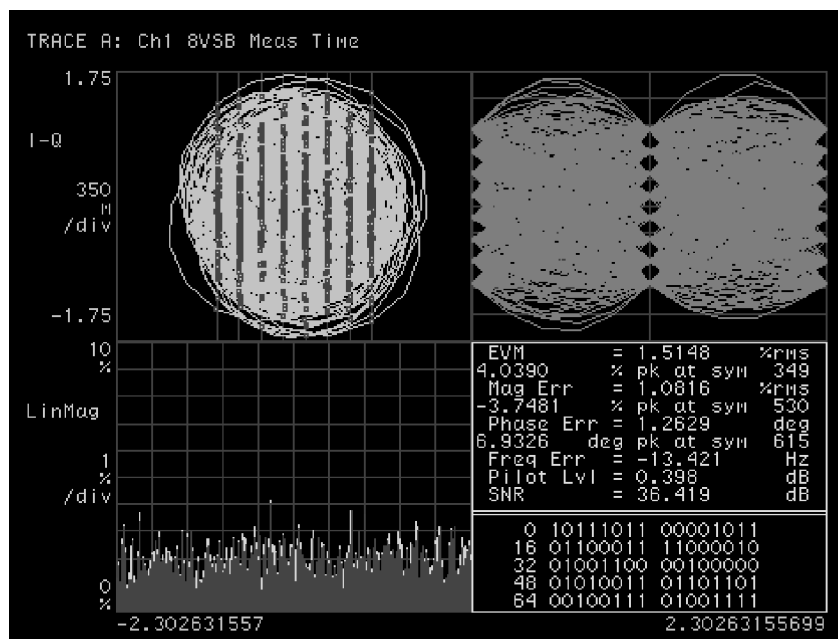 TRACE A: Ch1 8VSB Meas Time
1.75
I-Q
350
m
/div
-1.75
10
%
LinMag
1
%
/div
0
%
-2.302631557
2.30263155699
EVM = 1.5148 %rms
4.0390 % pk at sym 349
Mag Err = 1.0816 %rms
-3.7481 % pk at sym 530
Phase Err = 1.2629 deg
6.9326 deg pk at sym 615
Freq Err = -13.421 Hz
Pilot Lvl = 0.398 dB
SNR = 36.419 dB
0 10111011 00001011
16 01100011 11000010
32 01001100 00100000
48 01010011 01101101
64 00100111 01001111